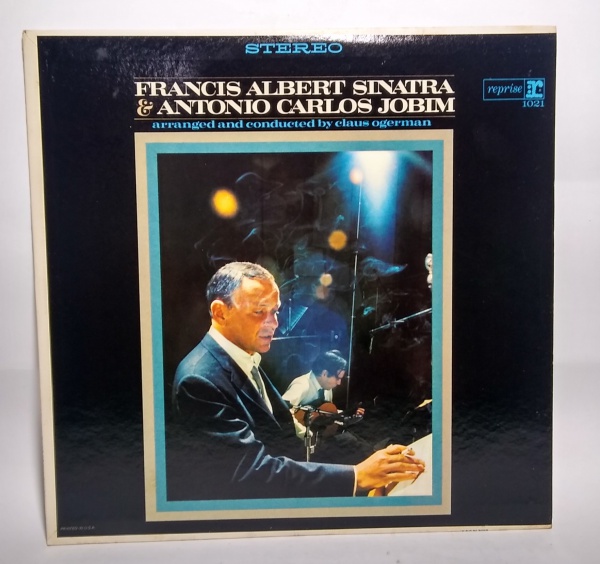 STEREO
FRANCIS ALBERT SINATRA
& ANTONIO CARLOS JOBIM
arranged and conducted by claus ogerman
reprise R
1021